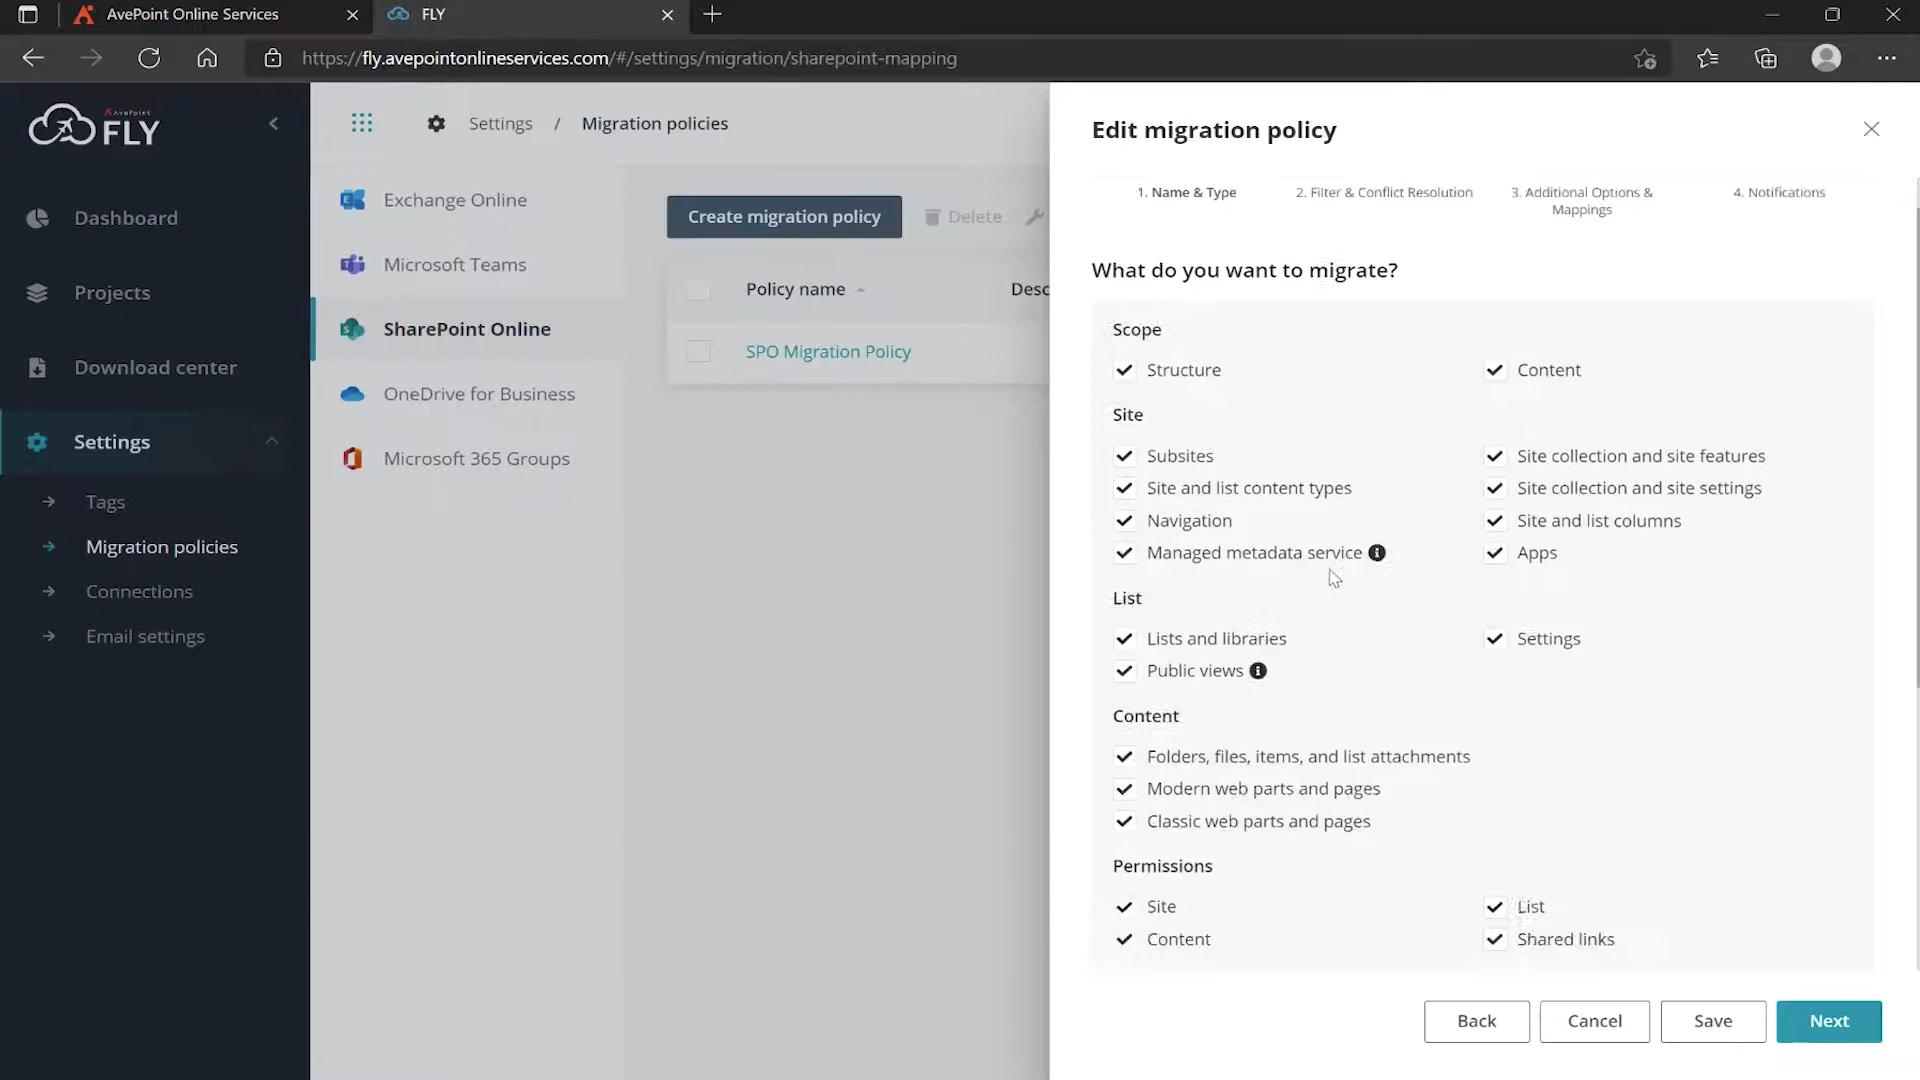 AvePoint Online Services
FLY
https://fly.avepointonlineservices.com/#/settings/migration/sharepoint-mapping
AvePoint
FLY
Dashboard
Projects
Download center
Settings
Tags
Migration policies
Connections
Email settings
Settings / Migration policies
Exchange Online
Microsoft Teams
SharePoint Online
OneDrive for Business
Microsoft 365 Groups
Create migration policy
Delete
Policy name
Desc
SPO Migration Policy
Edit migration policy
1. Name & Type
2. Filter & Conflict Resolution
3. Additional Options &
Mappings
4. Notifications
What do you want to migrate?
Scope
Structure
Content
Site
Subsites
Site collection and site features
Site and list content types
Site collection and site settings
Navigation
Site and list columns
Managed metadata service
Apps
List
Lists and libraries
Settings
Public views
Content
Folders, files, items, and list attachments
Modern web parts and pages
Classic web parts and pages
Permissions
Site
List
Content
Shared links
Back
Cancel
Save
Next